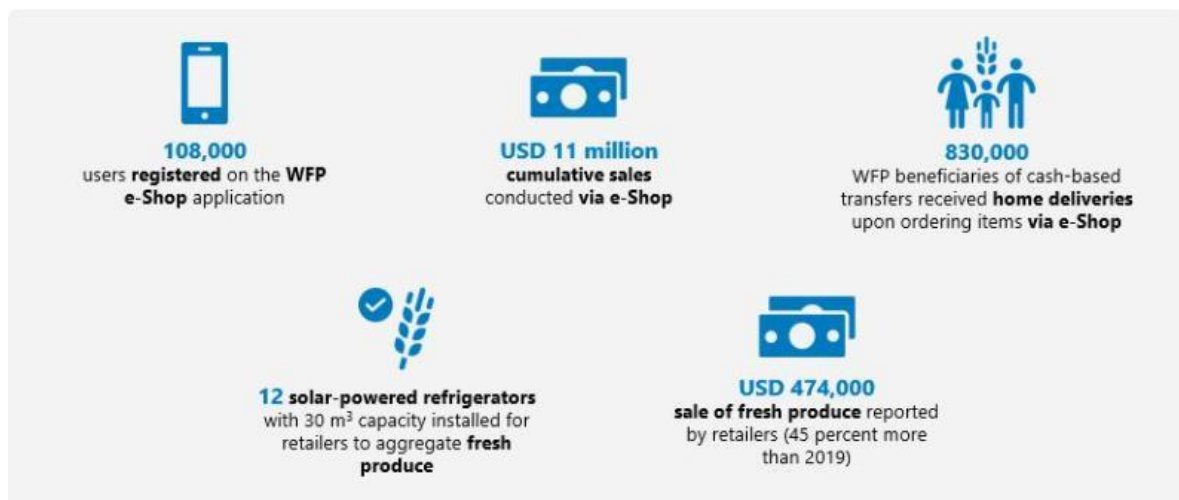 108,000
users registered on the WFP
e-Shop application
USD 11 million
cumulative sales
conducted via e-Shop
830,000
WFP beneficiaries of cash-based
transfers received home deliveries
upon ordering items via e-Shop
12 solar-powered refrigerators
with 30 m³ capacity installed for
retailers to aggregate fresh
produce
USD 474,000
sale of fresh produce reported
by retailers (45 percent more
than 2019)